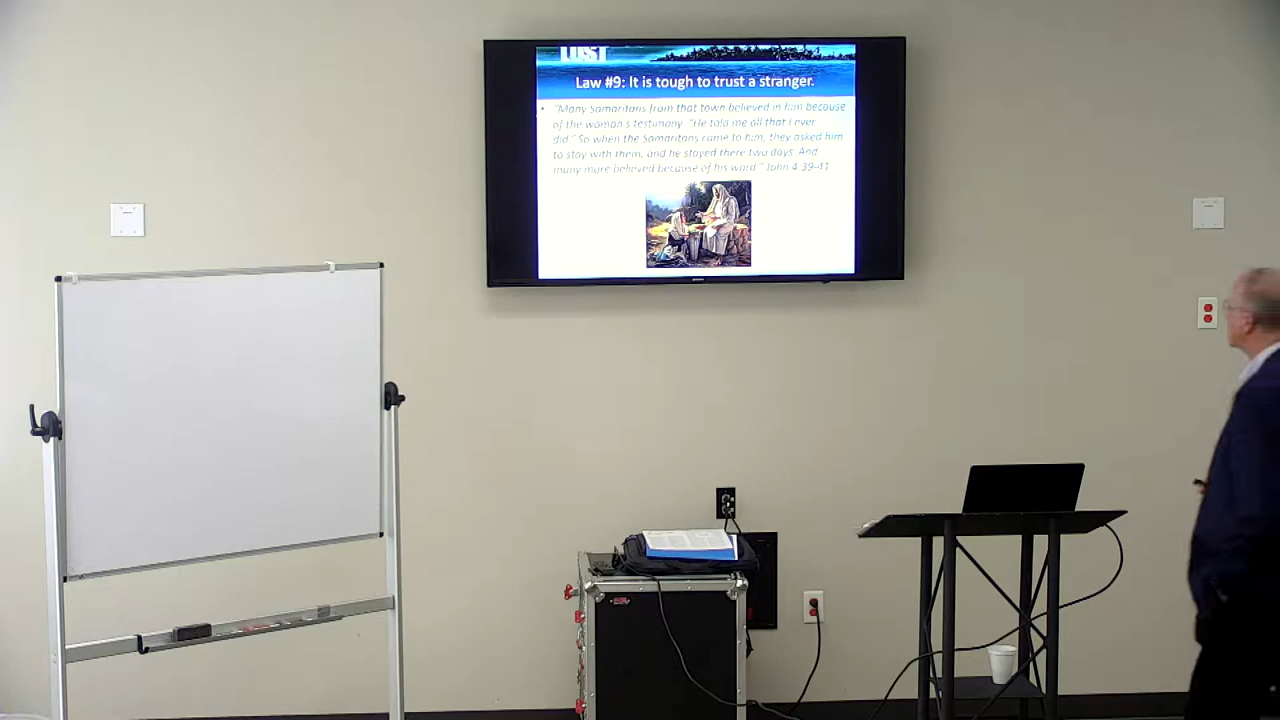 LOST
Law #9: It is tough to trust a stranger.
• "Many Samaritans from that town believed in him because
of the woman's testimony. "He told me all that I ever
did." So when the Samaritans came to him, they asked him
to stay with them, and he stayed there two days. And
many more believed because of his word." John 4:39-41